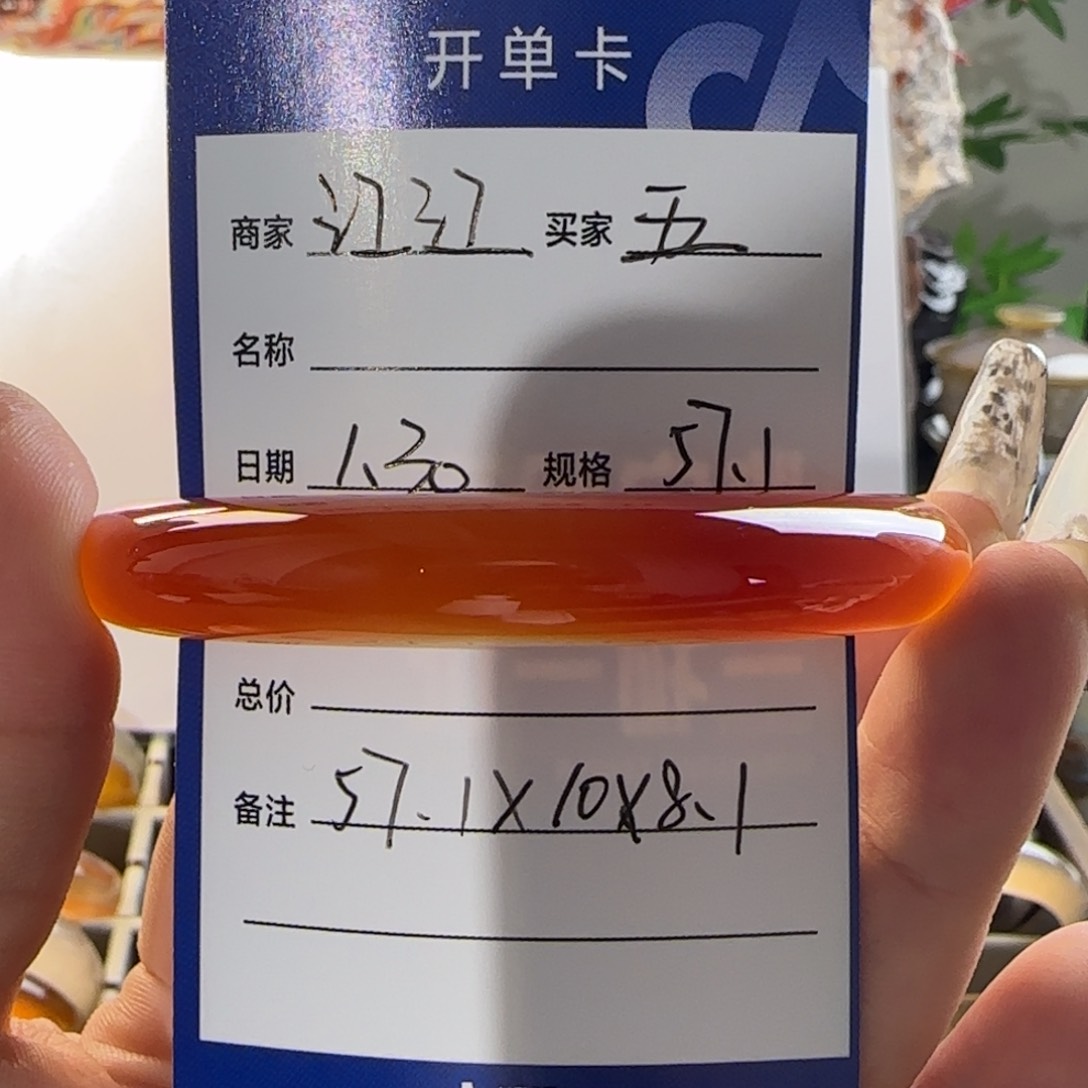 开单卡
商家 江江 买家
名称
日期 1.30 规格 57.1
总价
备注 57.1X10X8.1